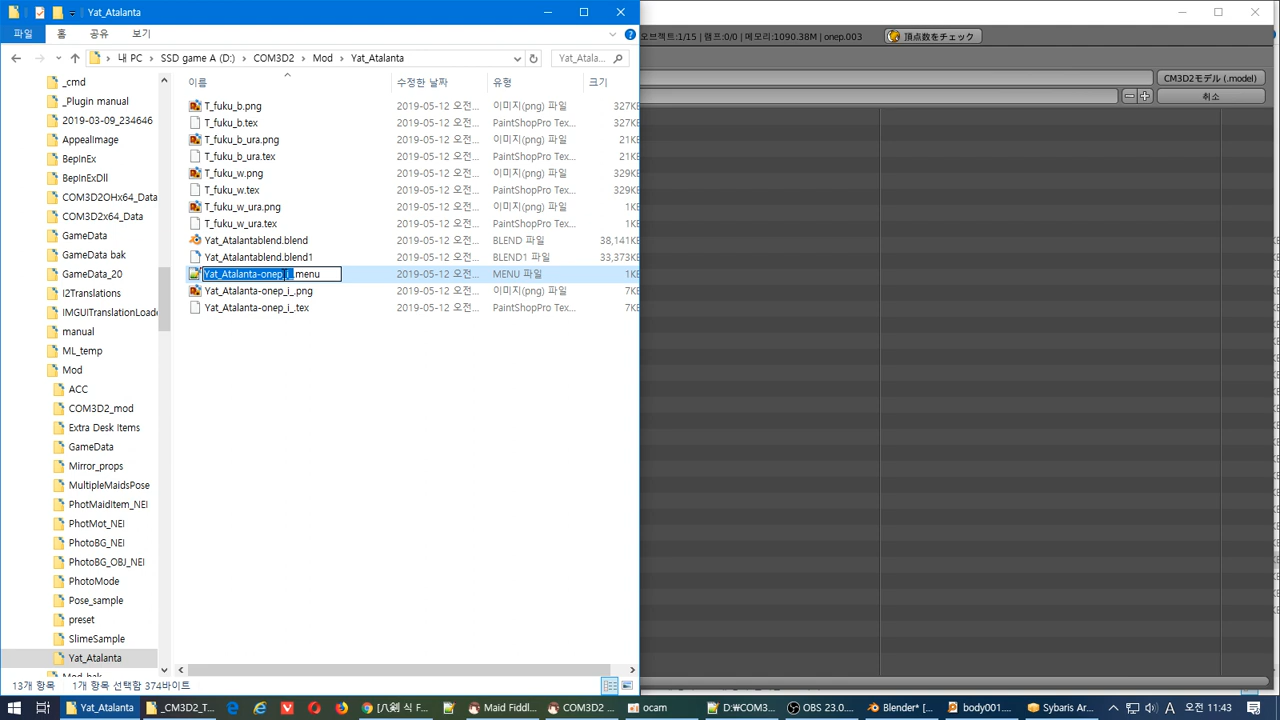 Yat_Atalanta
오브젝트:1/15 | 램프:0/0 | 메모리:1090.38M | onep.003
頂点数をチェック
파일 홈 공유 보기
내 PC > SSD game A (D:) > COM3D2 > Mod > Yat_Atalanta
Yat_Atala...
CM3D2モデル (.model)
취소
이름 수정한 날짜 유형 크기
T_fuku_b.png 2019-05-12 오전... 이미지(png) 파일 327KB
T_fuku_b.tex 2019-05-12 오전... PaintShopPro Tex... 327KB
T_fuku_b_ura.png 2019-05-12 오전... 이미지(png) 파일 21KB
T_fuku_b_ura.tex 2019-05-12 오전... PaintShopPro Tex... 21KB
T_fuku_w.png 2019-05-12 오전... 이미지(png) 파일 329KB
T_fuku_w.tex 2019-05-12 오전... PaintShopPro Tex... 329KB
T_fuku_w_ura.png 2019-05-12 오전... 이미지(png) 파일 1KB
T_fuku_w_ura.tex 2019-05-12 오전... PaintShopPro Tex... 1KB
Yat_Atalantablend.blend 2019-05-12 오전... BLEND 파일 38,141KB
Yat_Atalantablend.blend1 2019-05-12 오전... BLEND1 파일 33,373KB
Yat_Atalanta-onep_i_.menu 2019-05-12 오전... MENU 파일 1KB
Yat_Atalanta-onep_i_.png 2019-05-12 오전... 이미지(png) 파일 7KB
Yat_Atalanta-onep_i_.tex 2019-05-12 오전... PaintShopPro Tex... 7KB
_cmd
_Plugin manual
2019-03-09_234646
AppealImage
BepInEx
BepInExDll
COM3D2OHx64_Data
COM3D2x64_Data
GameData
GameData bak
GameData_20
I2Translations
IMGUITranslationLoade
manual
ML_temp
Mod
ACC
COM3D2_mod
Extra Desk Items
GameData
Mirror_props
MultipleMaidsPose
PhotMaidItem_NEI
PhotMot_NEI
PhotoBG_NEI
PhotoBG_OBJ_NEI
PhotoMode
Pose_sample
preset
SlimeSample
Yat_Atalanta
Mod_bak
13개 항목 1개 항목 선택함 374바이트
Yat_Atalanta
_CM3D2_T...
[八剣 식 F...
Maid Fiddl...
COM3D2 ...
ocam
D:₩COM3D2...
OBS 23.0...
Blender* [...
body001...
Sybaris Ar...
A 오전 11:43